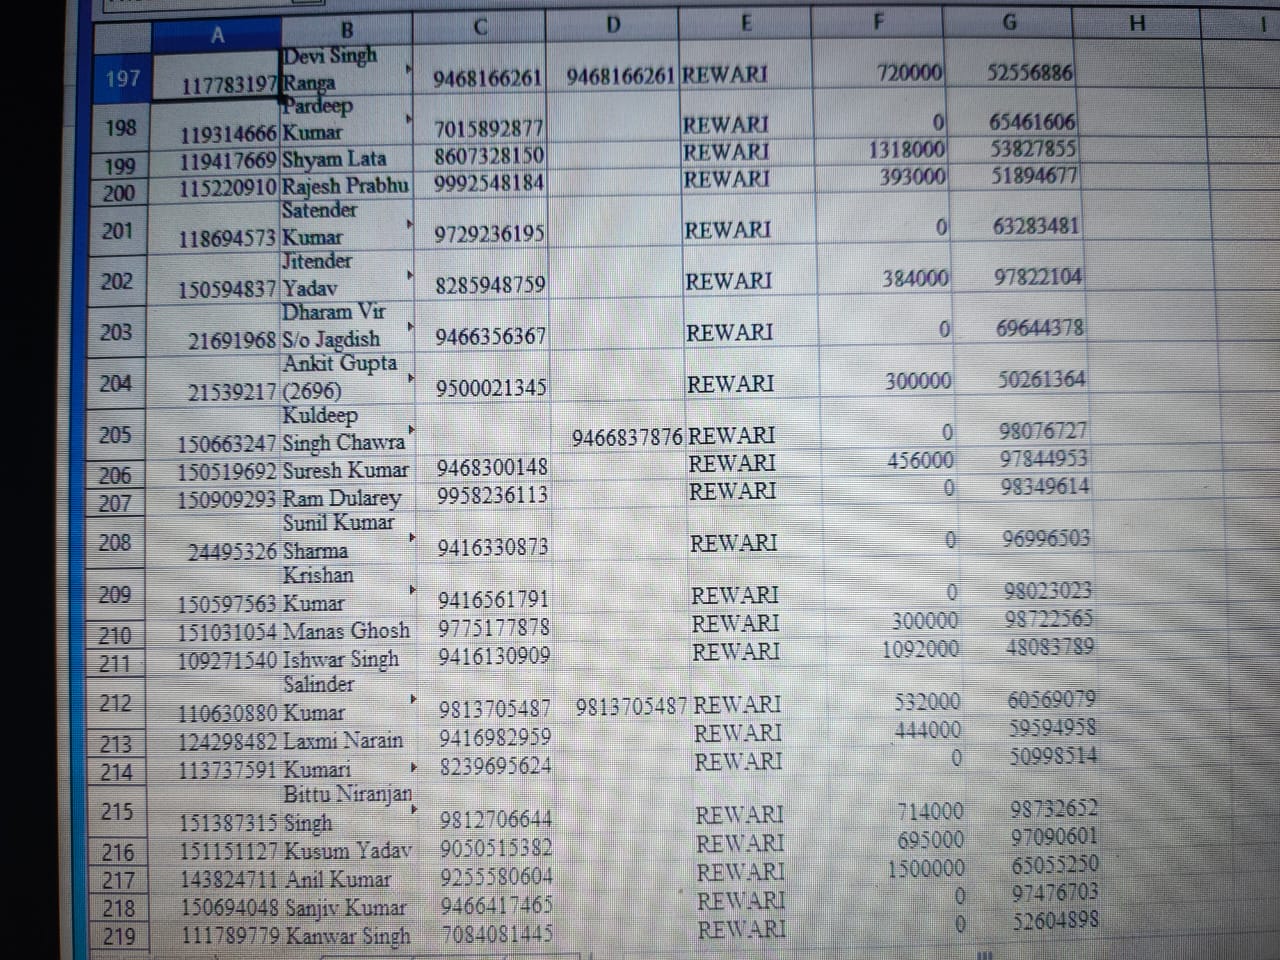 A B C D E F G H I
197 117783197 Devi Singh Ranga 9468166261 9468166261 REWARI 720000 52556886
198 119314666 Pardeep Kumar 7015892877 REWARI 0 65461606
199 119417669 Shyam Lata 8607328150 REWARI 1318000 53827855
200 115220910 Rajesh Prabhu 9992548184 REWARI 393000 51894677
201 118694573 Satender Kumar 9729236195 REWARI 0 63283481
202 150594837 Jitender Yadav 8285948759 REWARI 384000 97822104
203 21691968 Dharam Vir S/o Jagdish 9466356367 REWARI 0 69644378
204 21539217 Ankit Gupta (2696) 9500021345 REWARI 300000 50261364
205 150663247 Kuldeep Singh Chawra 9466837876 REWARI 0 98076727
206 150519692 Suresh Kumar 9468300148 REWARI 456000 97844953
207 150909293 Ram Dularey 9958236113 REWARI 0 98349614
208 24495326 Sunil Kumar Sharma 9416330873 REWARI 0 96996503
209 150597563 Krishan Kumar 9416561791 REWARI 0 98023023
210 151031054 Manas Ghosh 9775177878 REWARI 300000 98722565
211 109271540 Ishwar Singh 9416130909 REWARI 1092000 48083789
212 110630880 Salinder Kumar 9813705487 9813705487 REWARI 532000 60569079
213 124298482 Laxmi Narain 9416982959 REWARI 444000 59594958
214 113737591 Kumari 8239695624 REWARI 0 50998514
215 151387315 Bittu Niranjan Singh 9812706644 REWARI 714000 98732652
216 151151127 Kusum Yadav 9050515382 REWARI 695000 97090601
217 143824711 Anil Kumar 9255580604 REWARI 1500000 65055250
218 150694048 Sanjiv Kumar 9466417465 REWARI 0 97476703
219 111789779 Kanwar Singh 7084081445 REWARI 0 52604898